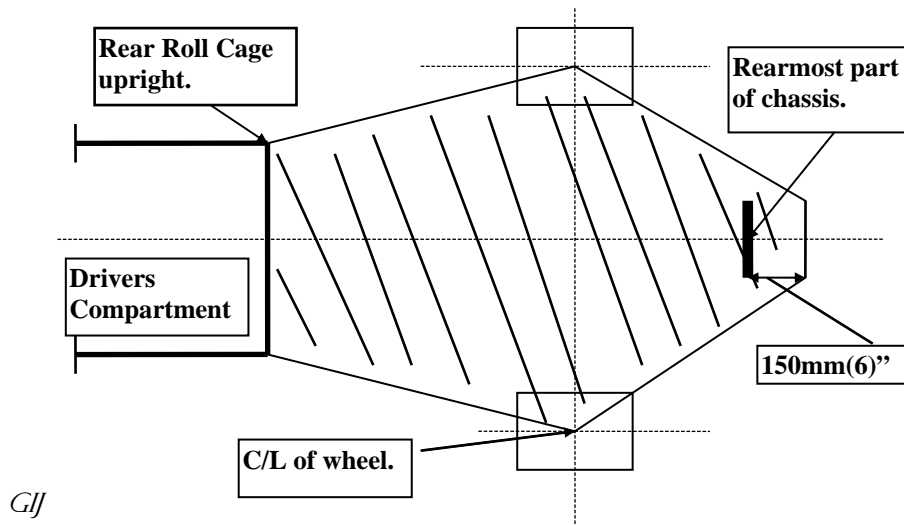 Rear Roll Cage
upright.
Rearmost part
of chassis.
Drivers
Compartment
150mm(6)”
C/L of wheel.
GIJ